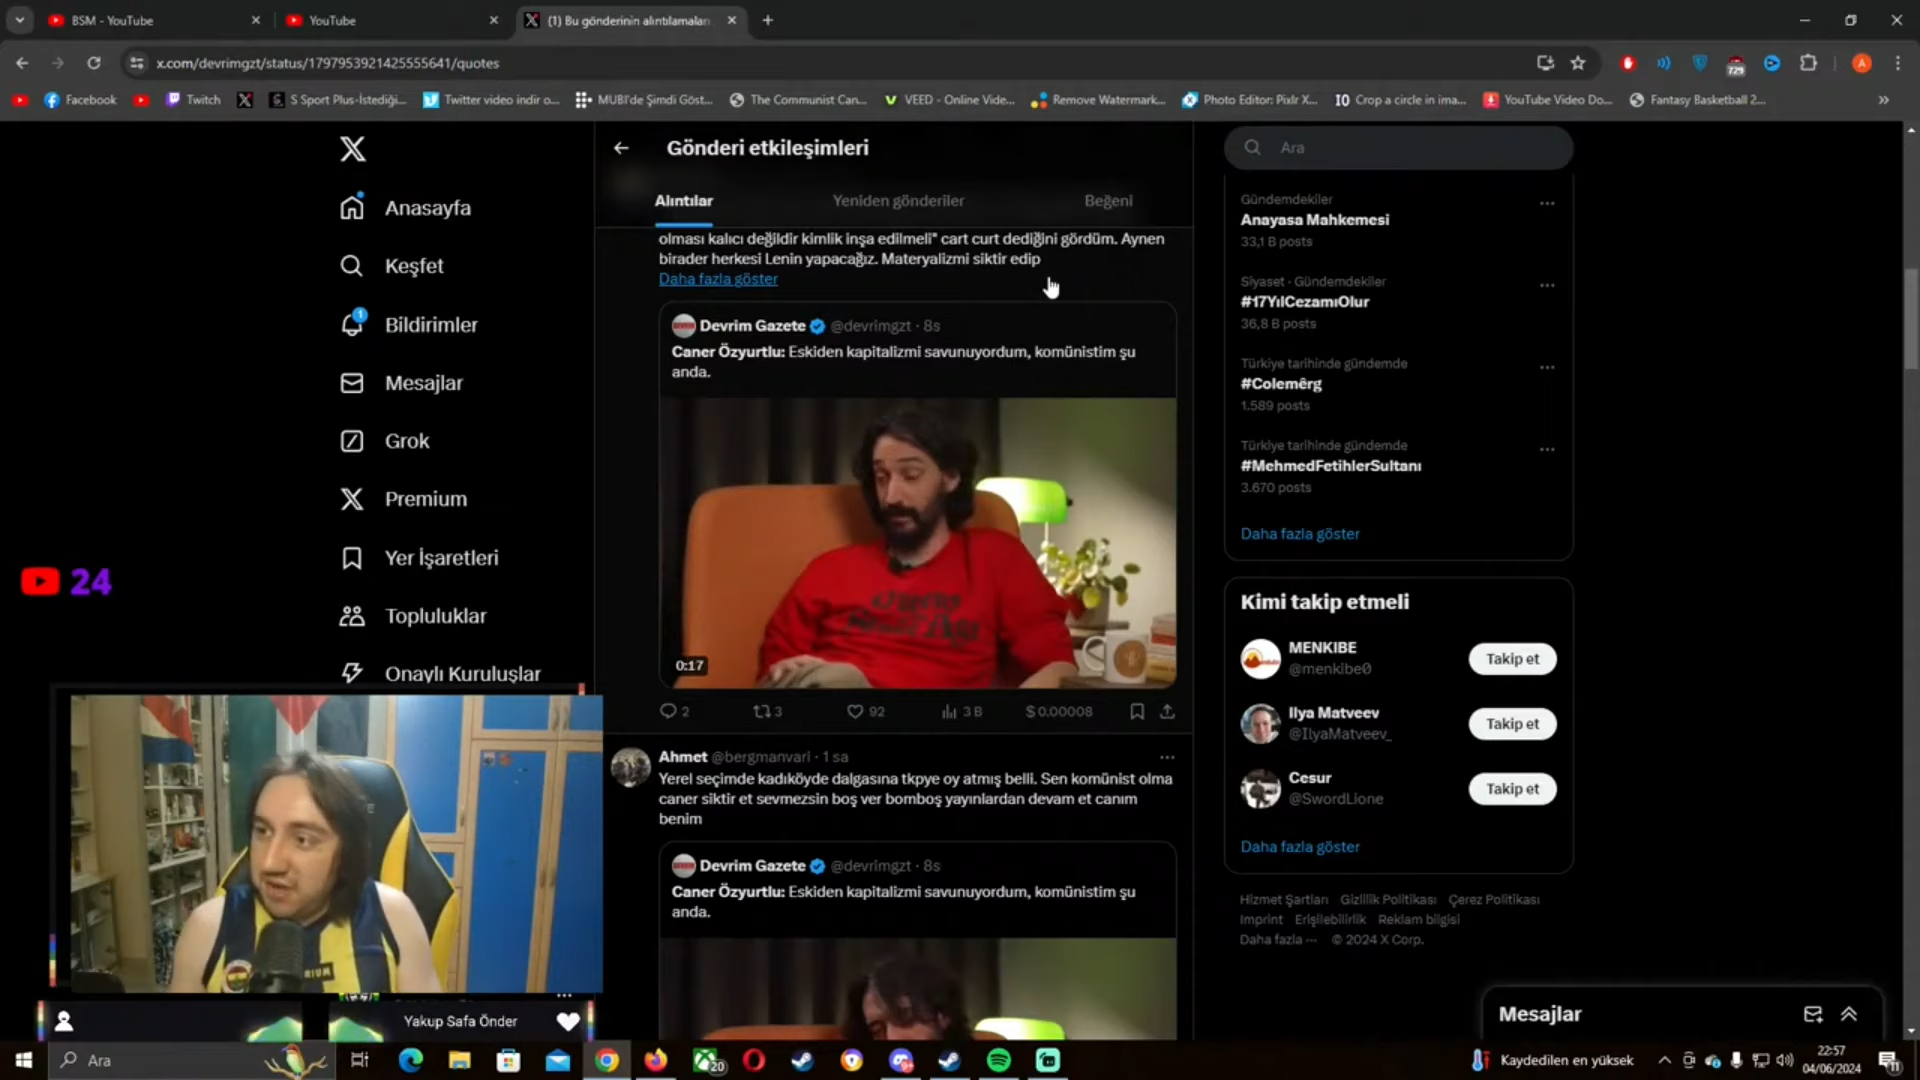 BSM - YouTube
YouTube
(1) Bu gönderinin alıntılamaları
x.com/devrimgzt/status/1797953921425555641/quotes
Facebook
Twitch
S Sport Plus-İstediği...
Twitter video indir o...
MUBI'de Şimdi Göst...
The Communist Can...
VEED - Online Vide...
Remove Watermark...
Photo Editor: Pixlr X...
Crop a circle in ima...
YouTube Video Do...
Fantasy Basketball 2...
729
Anasayfa
Keşfet
1
Bildirimler
Mesajlar
Grok
Premium
Yer İşaretleri
Topluluklar
Onaylı Kuruluşlar
24
Gönderi etkileşimleri
Alıntılar
Yeniden gönderiler
Beğeni
olması kalıcı değildir kimlik inşa edilmeli" cart curt dediğini gördüm. Aynen
birader herkesi Lenin yapacağız. Materyalizmi siktir edip
Daha fazla göster
Devrim Gazete @devrimgzt · 8s
Caner Özyurtlu: Eskiden kapitalizmi savunuyordum, komünistim şu
anda.
0:17
2 3 92 3 B $0.00008
Ahmet @bergmanvari · 1 sa
Yerel seçimde kadıköyde dalgasına tkpye oy atmış belli. Sen komünist olma
caner siktir et sevmezsin boş ver bomboş yayınlardan devam et canım
benim
Devrim Gazete @devrimgzt · 8s
Caner Özyurtlu: Eskiden kapitalizmi savunuyordum, komünistim şu
anda.
Ara
Gündemdekiler
Anayasa Mahkemesi
33,1 B posts
Siyaset · Gündemdekiler
#17YılCezamıOlur
36,8 B posts
Türkiye tarihinde gündemde
#Colemêrg
1.589 posts
Türkiye tarihinde gündemde
#MehmedFetihlerSultanı
3.670 posts
Daha fazla göster
Kimi takip etmeli
MENKIBE
@menkibe0
Takip et
Ilya Matveev
@IlyaMatveev_
Takip et
Cesur
@SwordLione
Takip et
Daha fazla göster
Hizmet Şartları Gizlilik Politikası Çerez Politikası
Imprint Erişilebilirlik Reklam bilgisi
Daha fazla ··· © 2024 X Corp.
Mesajlar
Yakup Safa Önder
Ara
20
Kaydedilen en yüksek
22:57
04/06/2024
11